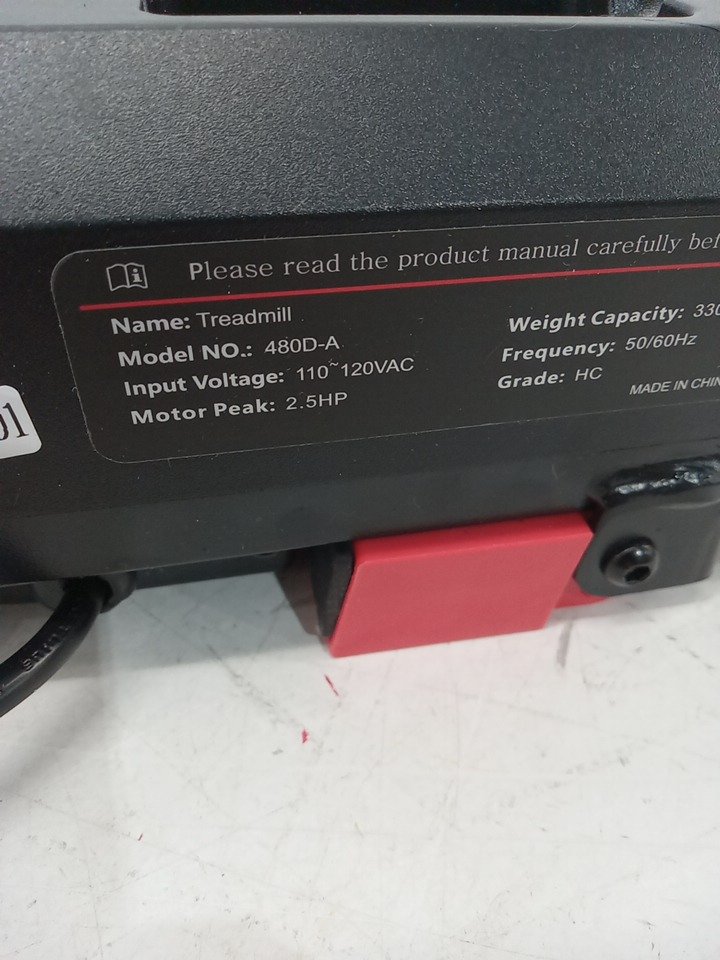 Please read the product manual carefully bef
Name: Treadmill
Model NO.: 480D-A
Input Voltage: 110~120VAC
Motor Peak: 2.5HP
Weight Capacity: 330
Frequency: 50/60Hz
Grade: HC
MADE IN CHIN
01